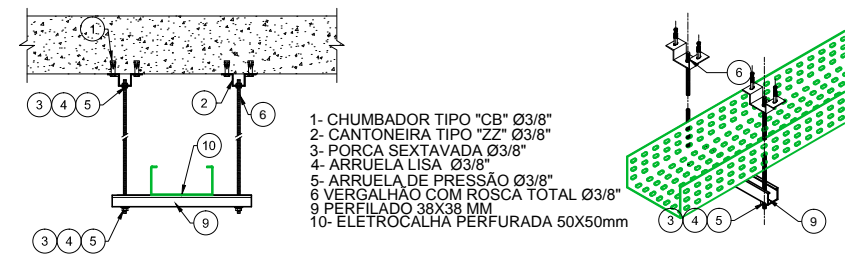 1
3 4 5
2
6
10
9
3 4 5
1- CHUMBADOR TIPO "CB" Ø3/8"
2- CANTONEIRA TIPO "ZZ" Ø3/8"
3- PORCA SEXTAVADA Ø3/8"
4- ARRUELA LISA Ø3/8"
5- ARRUELA DE PRESSÃO Ø3/8"
6 VERGALHÃO COM ROSCA TOTAL Ø3/8"
9 PERFILADO 38X38 MM
10- ELETROCALHA PERFURADA 50X50mm
6
3 4 5
9